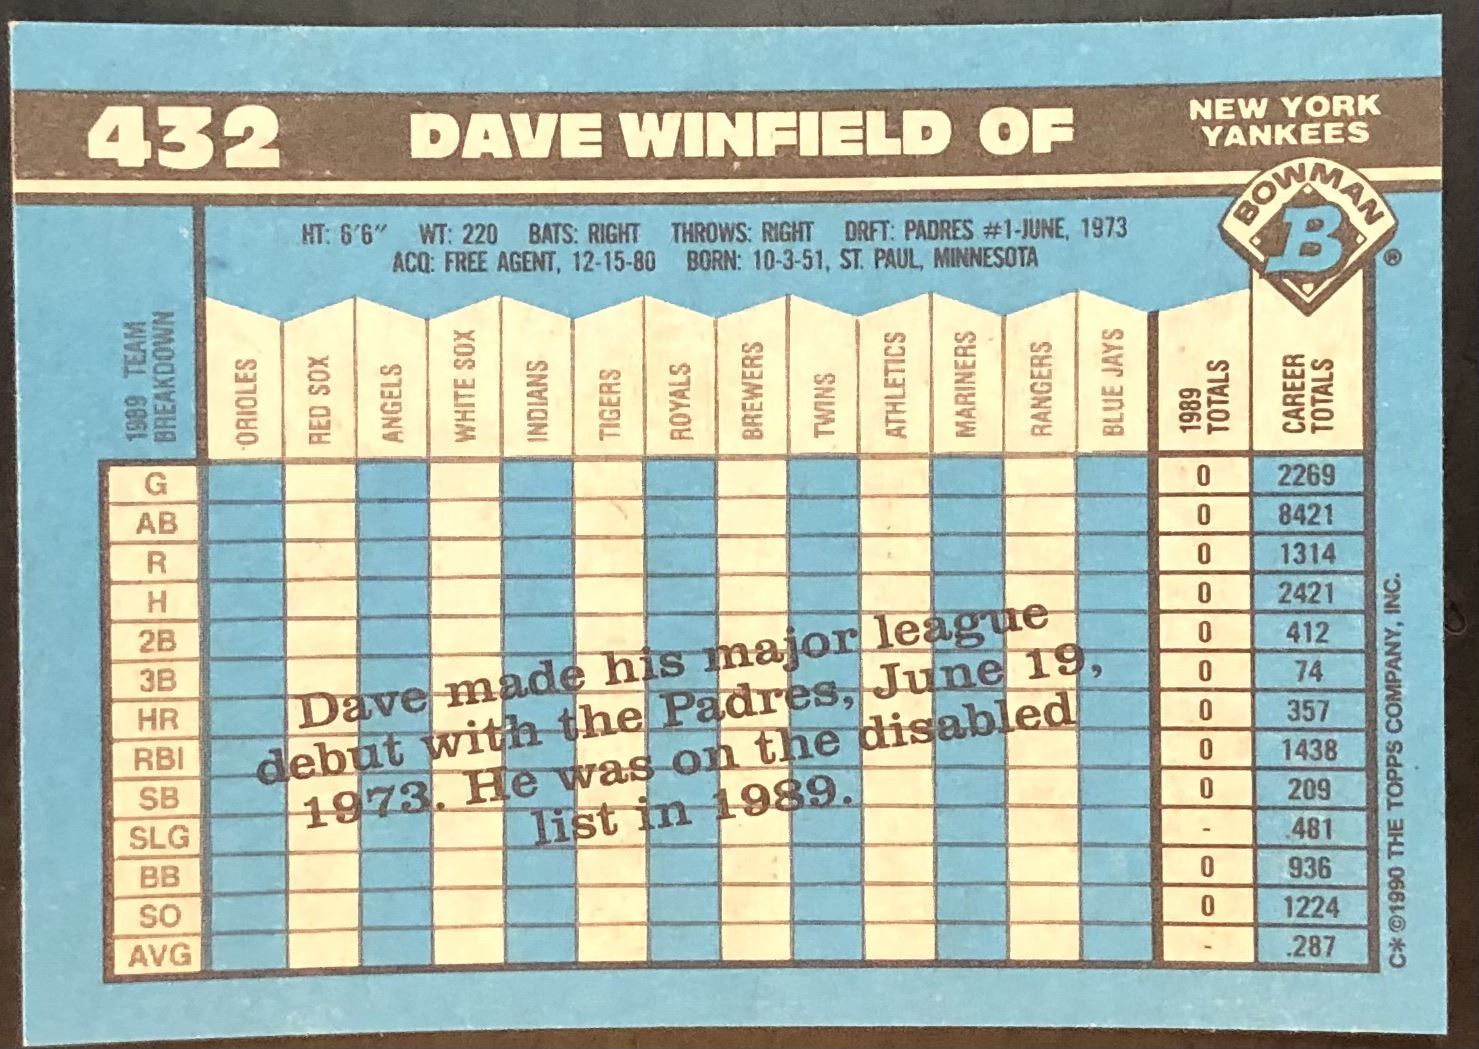 432 DAVE WINFIELD OF NEW YORK
YANKEES
BOWMAN
B
®
HT: 6'6" WT: 220 BATS: RIGHT THROWS: RIGHT DRFT: PADRES #1-JUNE, 1973
ACQ: FREE AGENT, 12-15-80 BORN: 10-3-51, ST. PAUL, MINNESOTA
1989 TEAM
BREAKDOWN
ORIOLES
RED SOX
ANGELS
WHITE SOX
INDIANS
TIGERS
ROYALS
BREWERS
TWINS
ATHLETICS
MARINERS
RANGERS
BLUE JAYS
1989
TOTALS
CAREER
TOTALS
G 0 2269
AB 0 8421
R 0 1314
H 0 2421
2B 0 412
3B 0 74
HR 0 357
RBI 0 1438
SB 0 209
SLG - .481
BB 0 936
SO 0 1224
AVG - .287
Dave made his major league
debut with the Padres, June 19,
1973. He was on the disabled
list in 1989.
C*©1990 THE TOPPS COMPANY, INC.